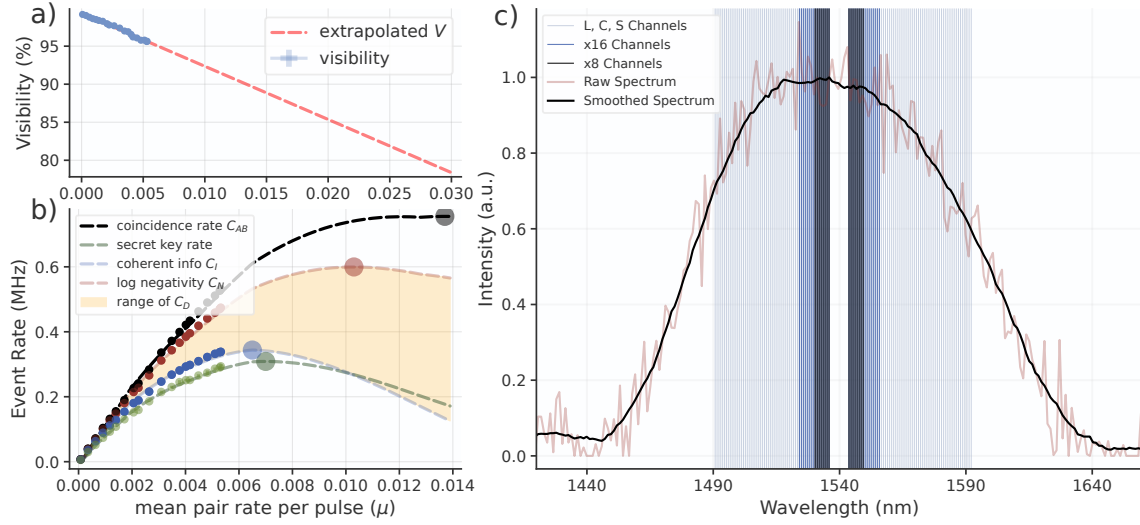 a)
Visibility (%)
95
90
85
80
extrapolated V
visibility
0.000
0.005
0.010
0.015
0.020
0.025
0.030
b)
Event Rate (MHz)
0.6
0.4
0.2
0.0
coincidence rate C_AB
secret key rate
coherent info C_I
log negativity C_N
range of C_D
0.000
0.002
0.004
0.006
0.008
0.010
0.012
0.014
mean pair rate per pulse (μ)
c)
Intensity (a.u.)
1.0
0.8
0.6
0.4
0.2
0.0
L, C, S Channels
x16 Channels
x8 Channels
Raw Spectrum
Smoothed Spectrum
1440
1490
1540
1590
1640
Wavelength (nm)